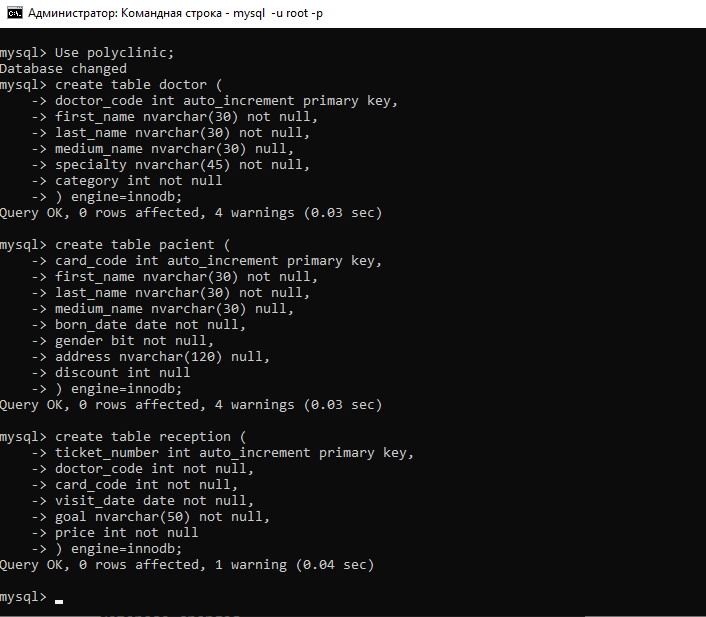 Администратор: Командная строка - mysql -u root -p
mysql> Use polyclinic;
Database changed
mysql> create table doctor (
    -> doctor_code int auto_increment primary key,
    -> first_name nvarchar(30) not null,
    -> last_name nvarchar(30) not null,
    -> medium_name nvarchar(30) null,
    -> specialty nvarchar(45) not null,
    -> category int not null
    -> ) engine=innodb;
Query OK, 0 rows affected, 4 warnings (0.03 sec)
mysql> create table pacient (
    -> card_code int auto_increment primary key,
    -> first_name nvarchar(30) not null,
    -> last_name nvarchar(30) not null,
    -> medium_name nvarchar(30) null,
    -> born_date date not null,
    -> gender bit not null,
    -> address nvarchar(120) null,
    -> discount int null
    -> ) engine=innodb;
Query OK, 0 rows affected, 4 warnings (0.03 sec)
mysql> create table reception (
    -> ticket_number int auto_increment primary key,
    -> doctor_code int not null,
    -> card_code int not null,
    -> visit_date date not null,
    -> goal nvarchar(50) not null,
    -> price int not null
    -> ) engine=innodb;
Query OK, 0 rows affected, 1 warning (0.04 sec)
mysql>